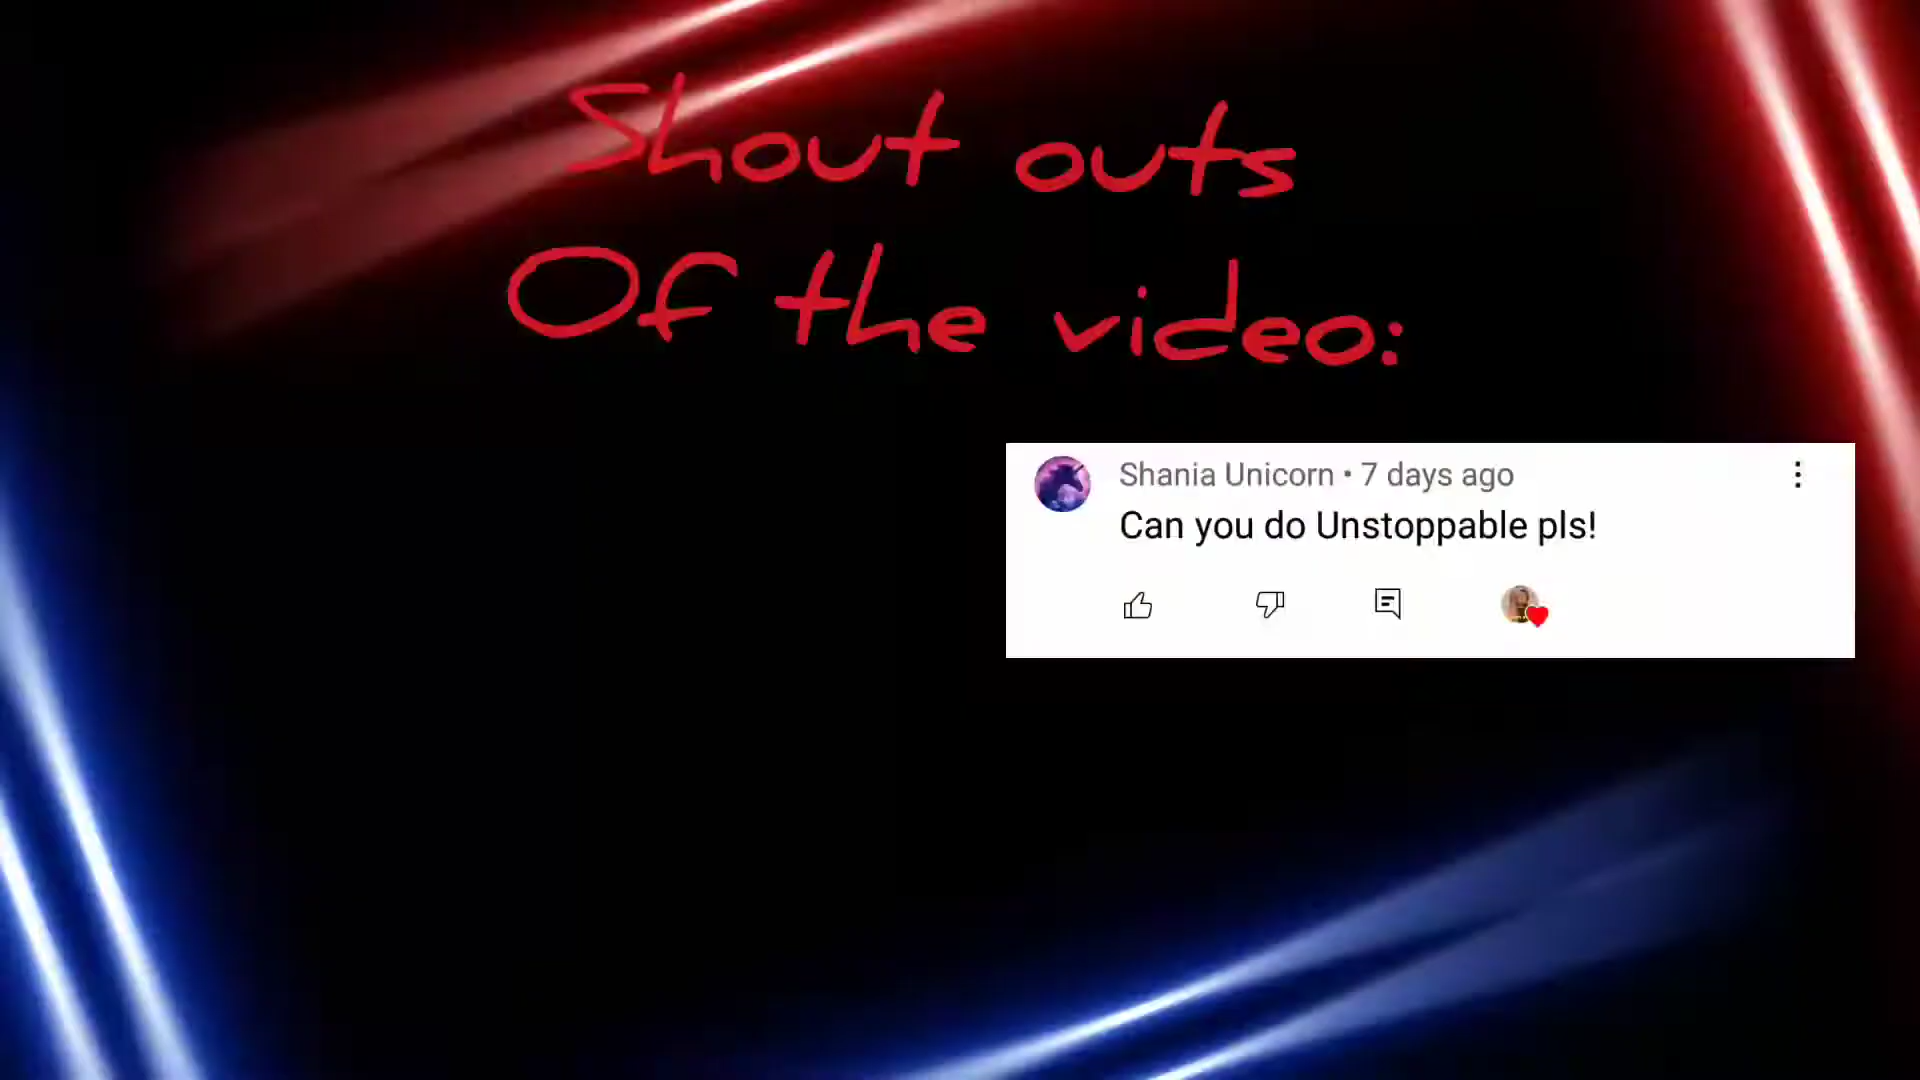 Shout outs
Of the video:
Shania Unicorn • 7 days ago
Can you do Unstoppable pls!